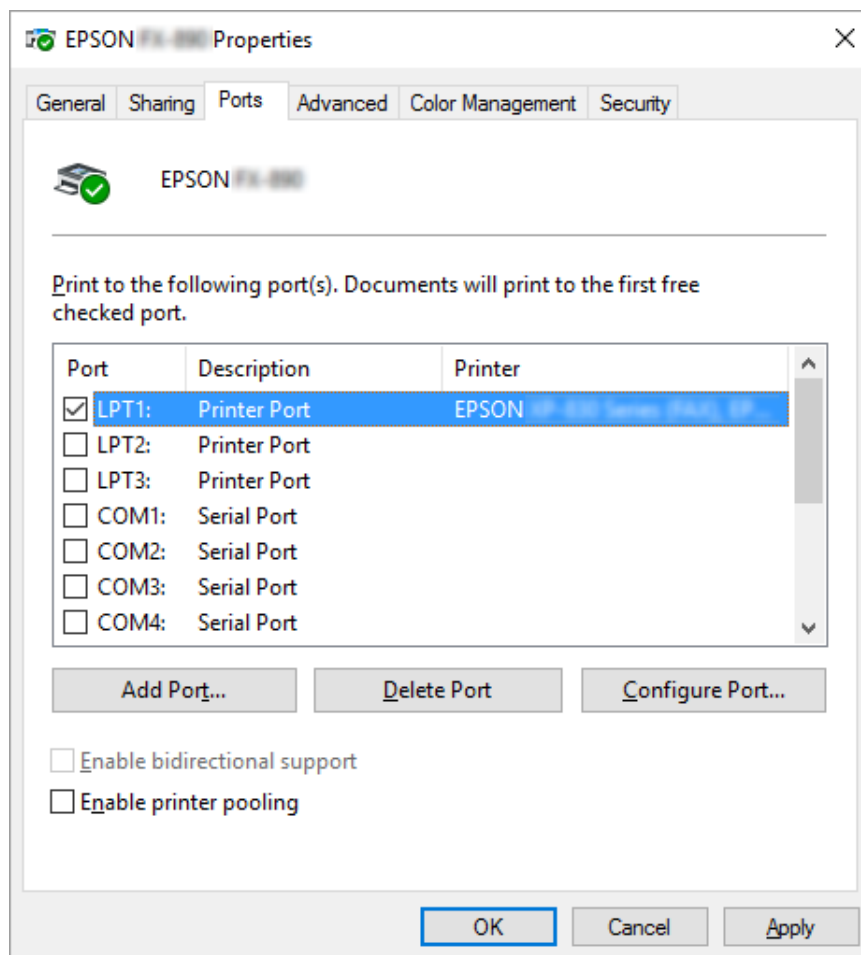 EPSON Properties
General Sharing Ports Advanced Color Management Security
EPSON
Print to the following port(s). Documents will print to the first free
checked port.
Port Description Printer
LPT1: Printer Port EPSON
LPT2: Printer Port
LPT3: Printer Port
COM1: Serial Port
COM2: Serial Port
COM3: Serial Port
COM4: Serial Port
Add Port... Delete Port Configure Port...
Enable bidirectional support
Enable printer pooling
OK Cancel Apply